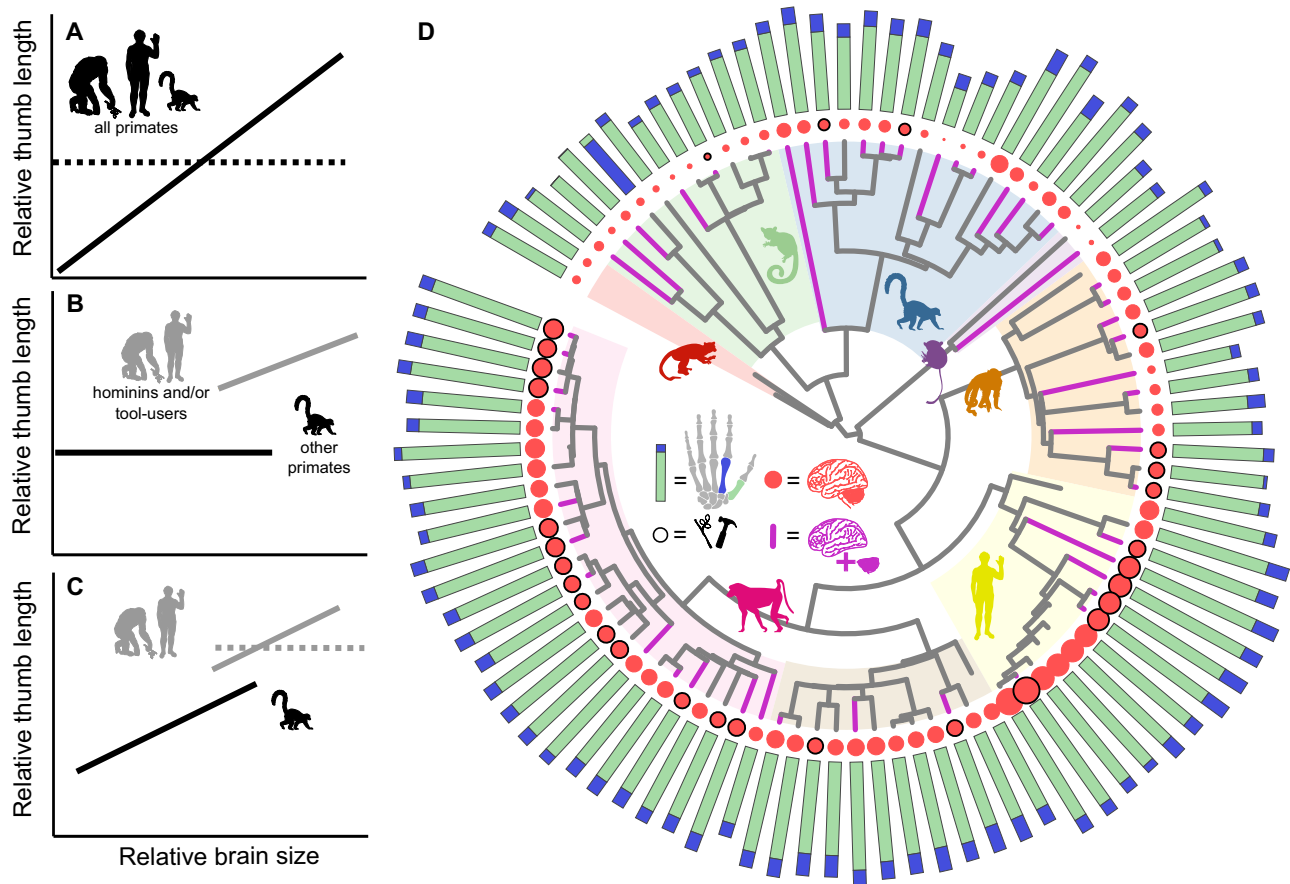 A
Relative thumb length
all primates
B
Relative thumb length
hominins and/or
tool-users
other
primates
C
Relative thumb length
Relative brain size
D
= =
= =
+